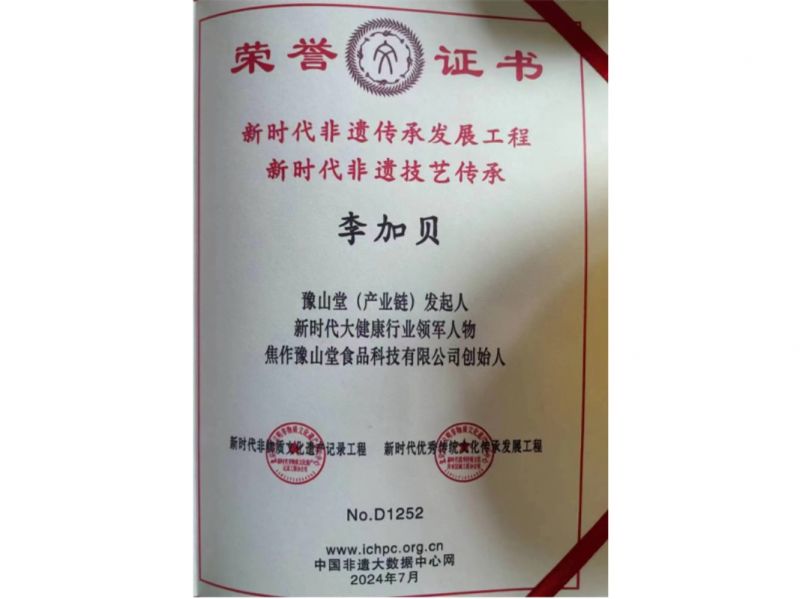 荣誉证书
新时代非遗传承发展工程
新时代非遗技艺传承
李加贝
豫山堂（产业链）发起人
新时代大健康行业领军人物
焦作豫山堂食品科技有限公司创始人
新时代非物质文化遗产记录工程 新时代优秀传统文化传承发展工程
No.D1252
www.ichpc.org.cn
中国非遗大数据中心网
2024年7月